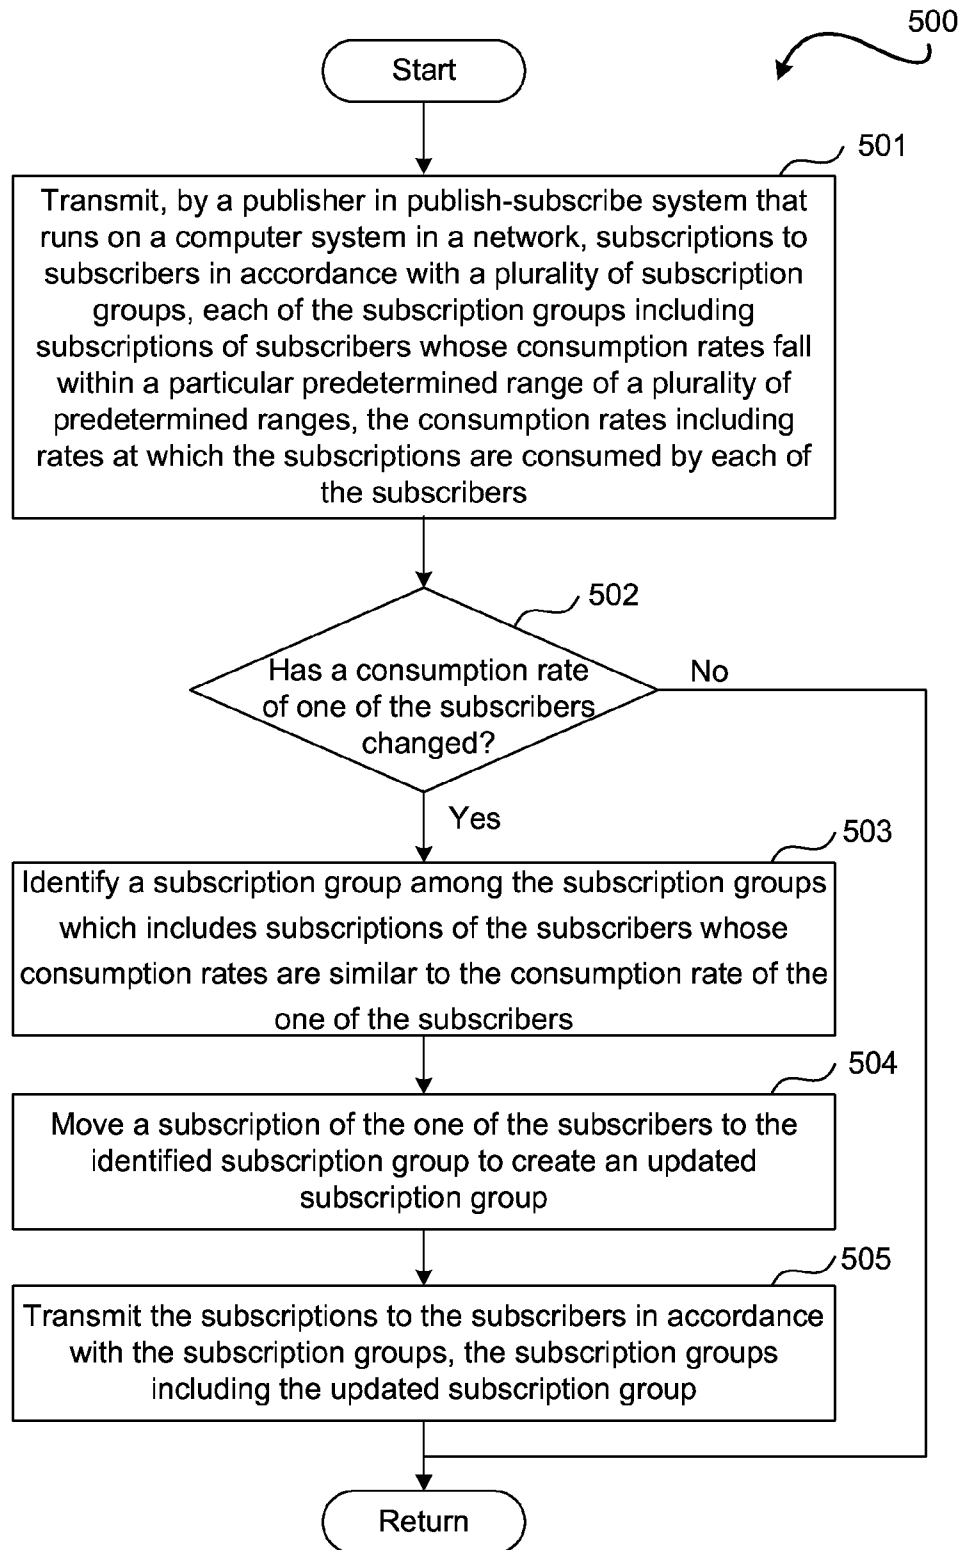 500
Start
501
Transmit, by a publisher in publish-subscribe system that
runs on a computer system in a network, subscriptions to
subscribers in accordance with a plurality of subscription
groups, each of the subscription groups including
subscriptions of subscribers whose consumption rates fall
within a particular predetermined range of a plurality of
predetermined ranges, the consumption rates including
rates at which the subscriptions are consumed by each of
the subscribers
502
Has a consumption rate
of one of the subscribers
changed?
No
Yes
503
Identify a subscription group among the subscription groups
which includes subscriptions of the subscribers whose
consumption rates are similar to the consumption rate of the
one of the subscribers
504
Move a subscription of the one of the subscribers to the
identified subscription group to create an updated
subscription group
505
Transmit the subscriptions to the subscribers in accordance
with the subscription groups, the subscription groups
including the updated subscription group
Return